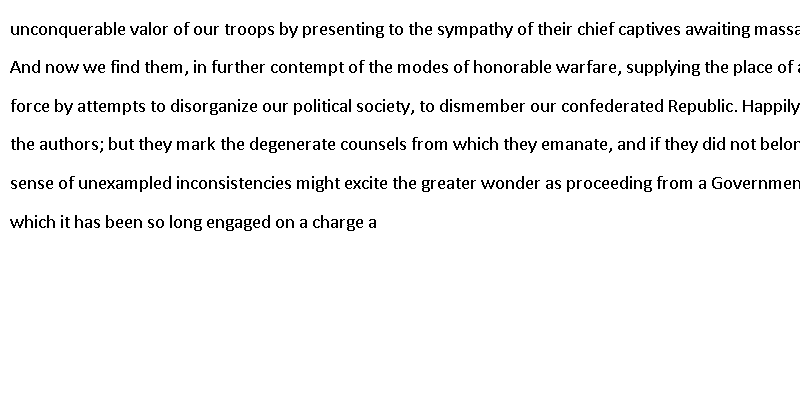 unconquerable valor of our troops by presenting to the sympathy of their chief captives awaiting massa
And now we find them, in further contempt of the modes of honorable warfare, supplying the place of a
force by attempts to disorganize our political society, to dismember our confederated Republic. Happily
the authors; but they mark the degenerate counsels from which they emanate, and if they did not belon
sense of unexampled inconsistencies might excite the greater wonder as proceeding from a Governmen
which it has been so long engaged on a charge a